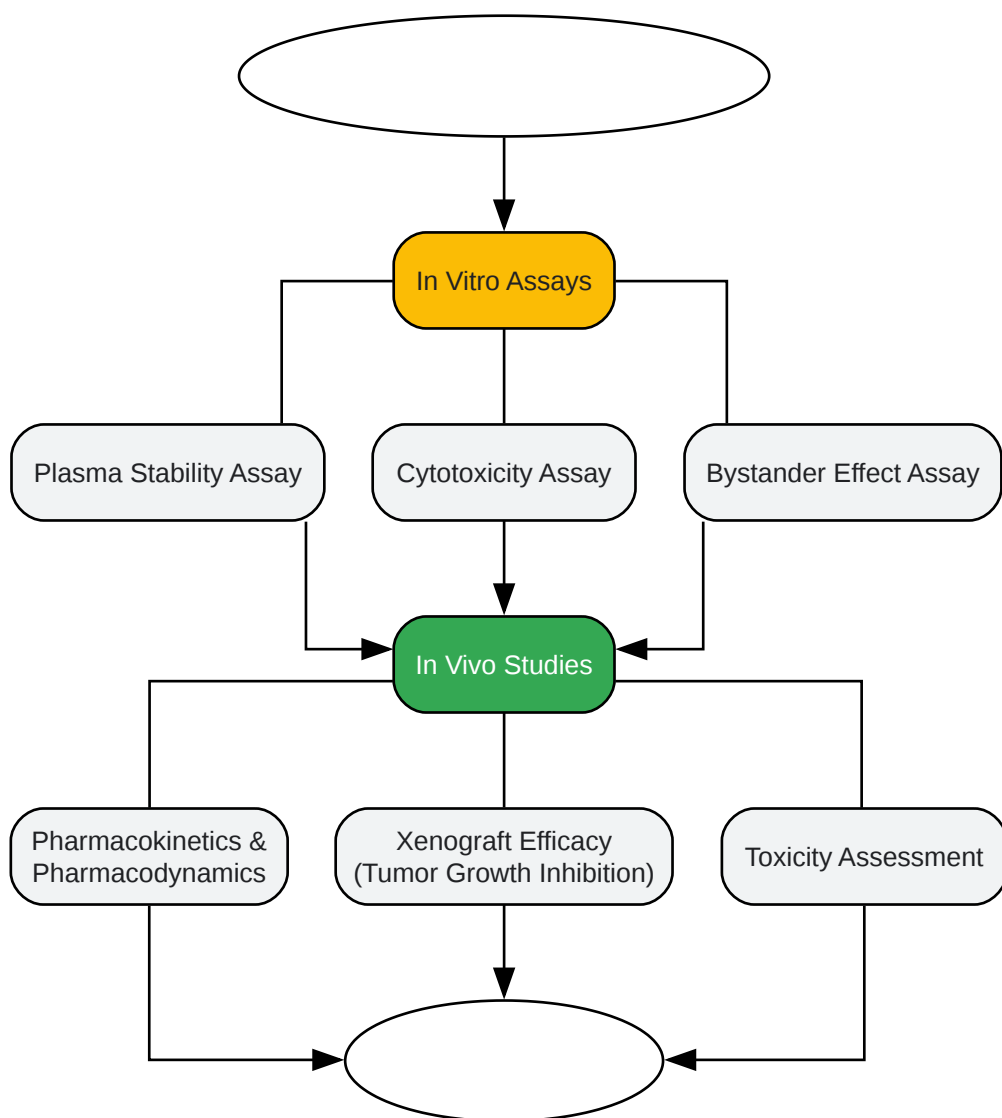 In Vitro Assays
Plasma Stability Assay
Cytotoxicity Assay
Bystander Effect Assay
In Vivo Studies
Pharmacokinetics &
Pharmacodynamics
Xenograft Efficacy
(Tumor Growth Inhibition)
Toxicity Assessment